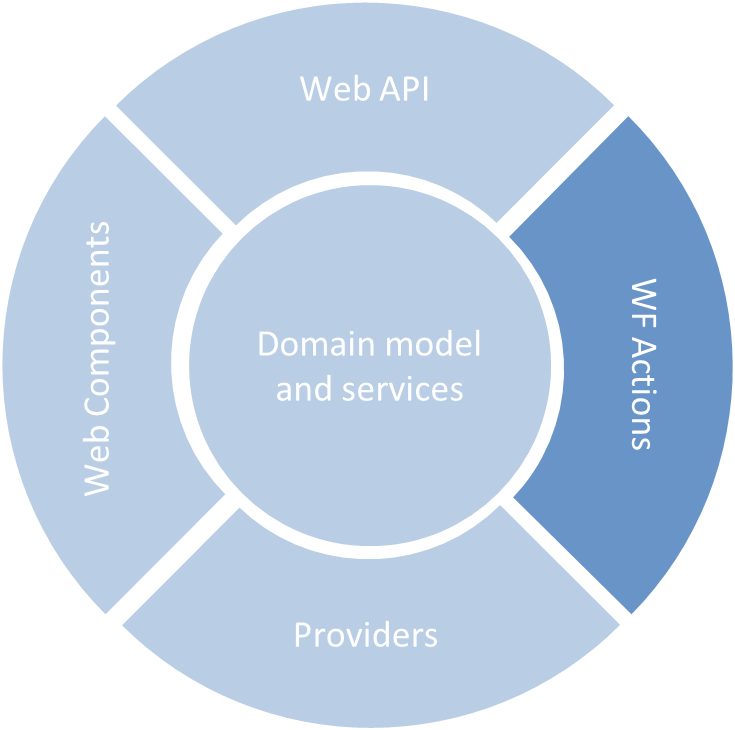 Web API
Web Components
Domain model
and services
WF Actions
Providers